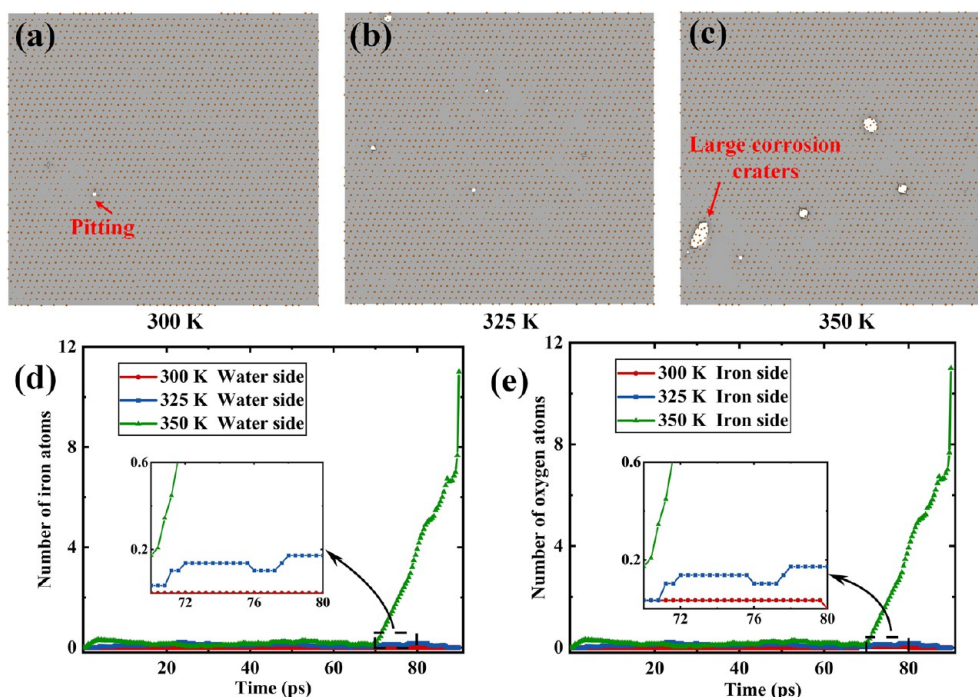 (a)
(b)
(c)
Pitting
Large corrosion
craters
300 K
325 K
350 K
(d)
Number of iron atoms
12
8
4
0
300 K Water side
325 K Water side
350 K Water side
0.6
0.2
72
76
80
20
40
60
80
Time (ps)
(e)
Number of oxygen atoms
12
8
4
0
300 K Iron side
325 K Iron side
350 K Iron side
0.6
0.2
72
76
80
20
40
60
80
Time (ps)